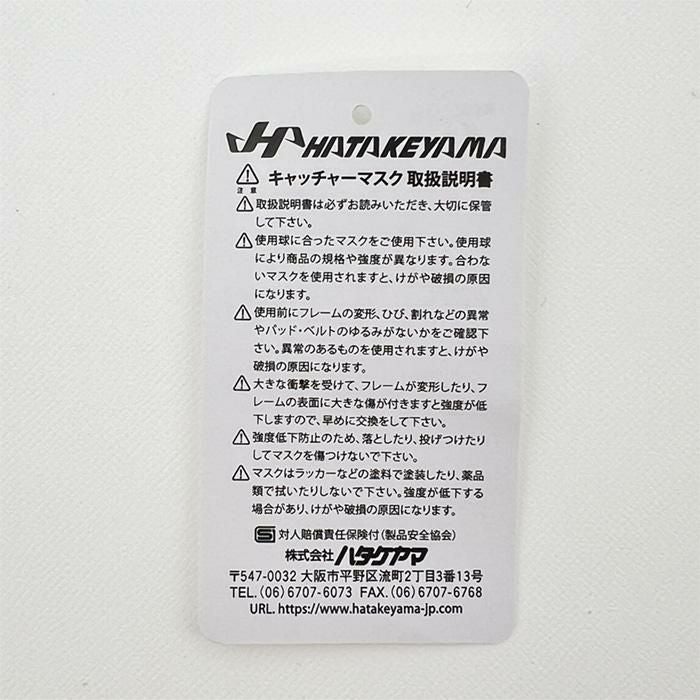 HATAKEYAMA
注意 キャッチャーマスク 取扱説明書
取扱説明書は必ずお読みいただき、大切に保管
して下さい。
使用球に合ったマスクをご使用下さい。使用球
により商品の規格や強度が異なります。合わな
いマスクを使用されますと、けがや破損の原因
になります。
使用前にフレームの変形、ひび、割れなどの異常
やパッド・ベルトのゆるみがないかをご確認下
さい。異常のあるものを使用されますと、けがや
破損の原因になります。
大きな衝撃を受けて、フレームが変形したり、フ
レームの表面に大きな傷が付きますと強度が低
下しますので、早めに交換をして下さい。
強度低下防止のため、落としたり、投げつけたり
してマスクを傷つけないで下さい。
マスクはラッカーなどの塗料で塗装したり、薬品
類で拭いたりしないで下さい。強度が低下する
場合があり、けがや破損の原因になります。
対人賠償責任保険付(製品安全協会)
株式会社 ハタケヤマ
〒547-0032 大阪市平野区流町2丁目3番13号
TEL.(06)6707-6073 FAX.(06)6707-6768
URL. https://www.hatakeyama-jp.com